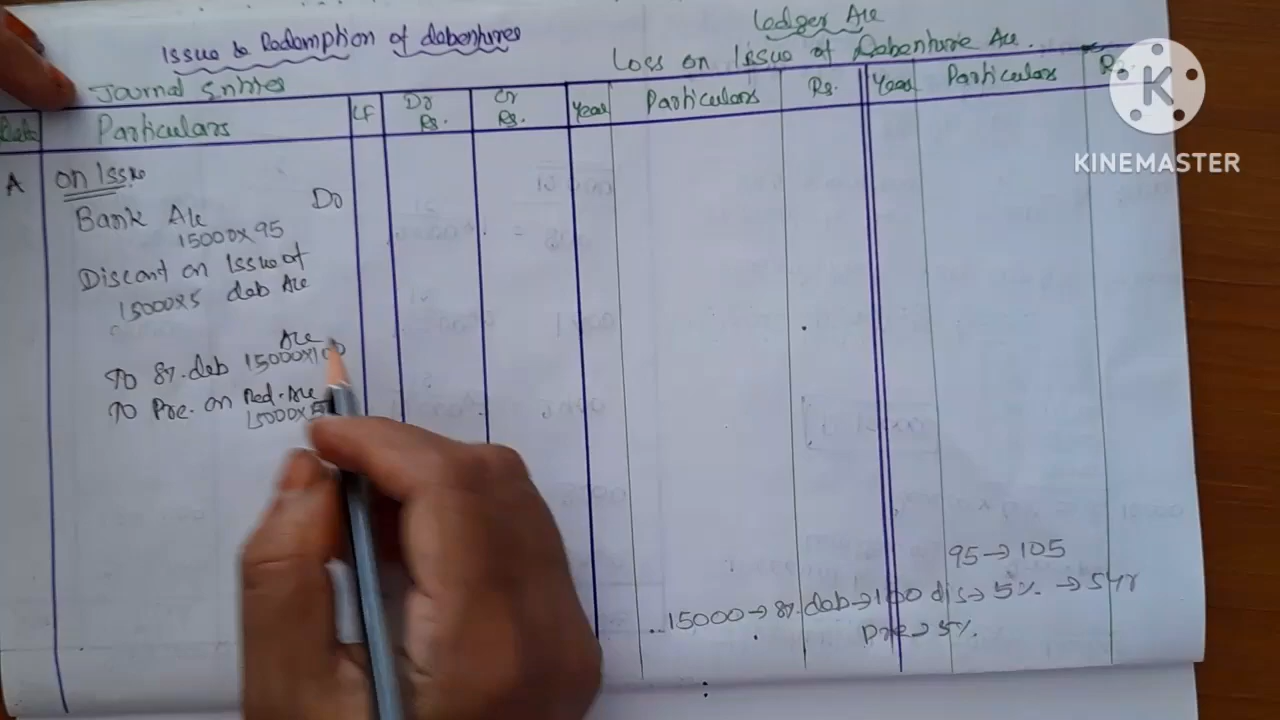 Issue & Redemption of debentures
Ledger A/c
Loss on Issue of Debenture A/c.
Journal Entries
Date Particulars LF Dr Rs. Cr Rs. Year Particulars Rs. Year Particulars Rs.
A On Issue
Bank A/c Dr
15000x95
Discount on Issue of
15000x5 deb A/c
To 8%.deb 15000x100 A/c
To Pre. on Red. A/c
15000x5
95→105
15000→8%.deb→100 dis→5%.→5yr
Pre→5%.
K
KINEMASTER